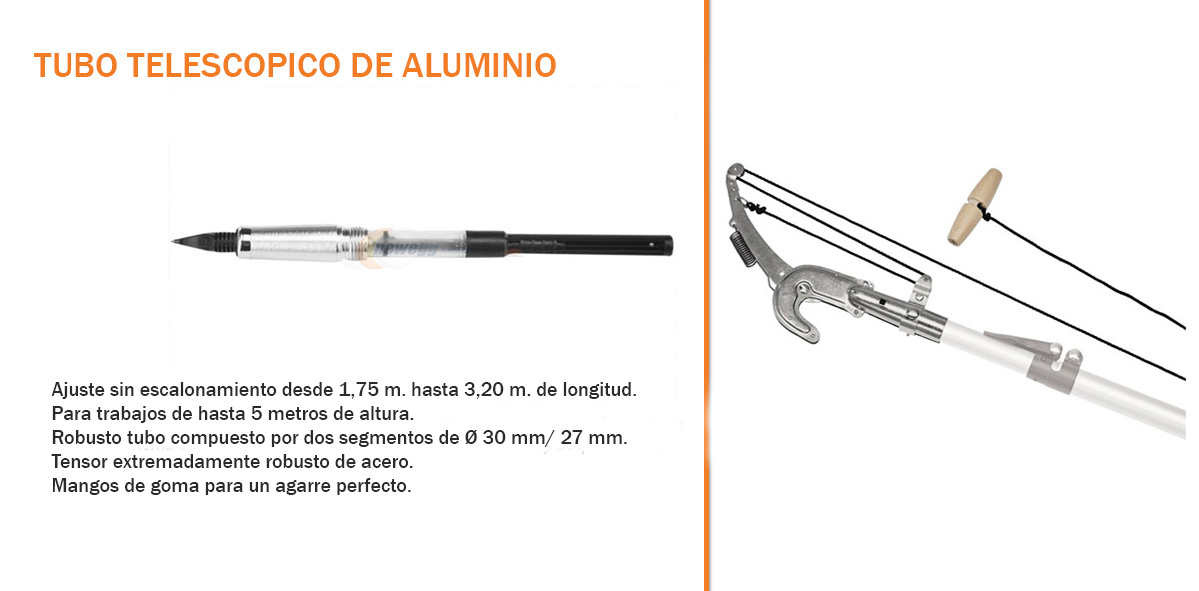 TUBO TELESCOPICO DE ALUMINIO
Ajuste sin escalonamiento desde 1,75 m. hasta 3,20 m. de longitud.
Para trabajos de hasta 5 metros de altura.
Robusto tubo compuesto por dos segmentos de Ø 30 mm/ 27 mm.
Tensor extremadamente robusto de acero.
Mangos de goma para un agarre perfecto.